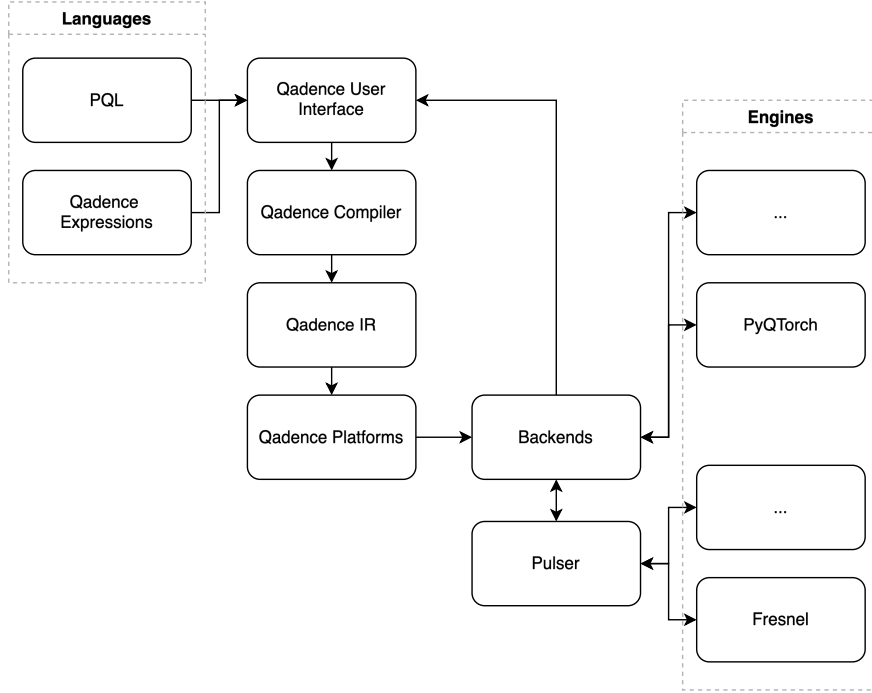 Languages
PQL
Qadence
Expressions
Qadence User
Interface
Qadence Compiler
Qadence IR
Qadence Platforms
Backends
Pulser
Engines
...
PyQTorch
...
Fresnel